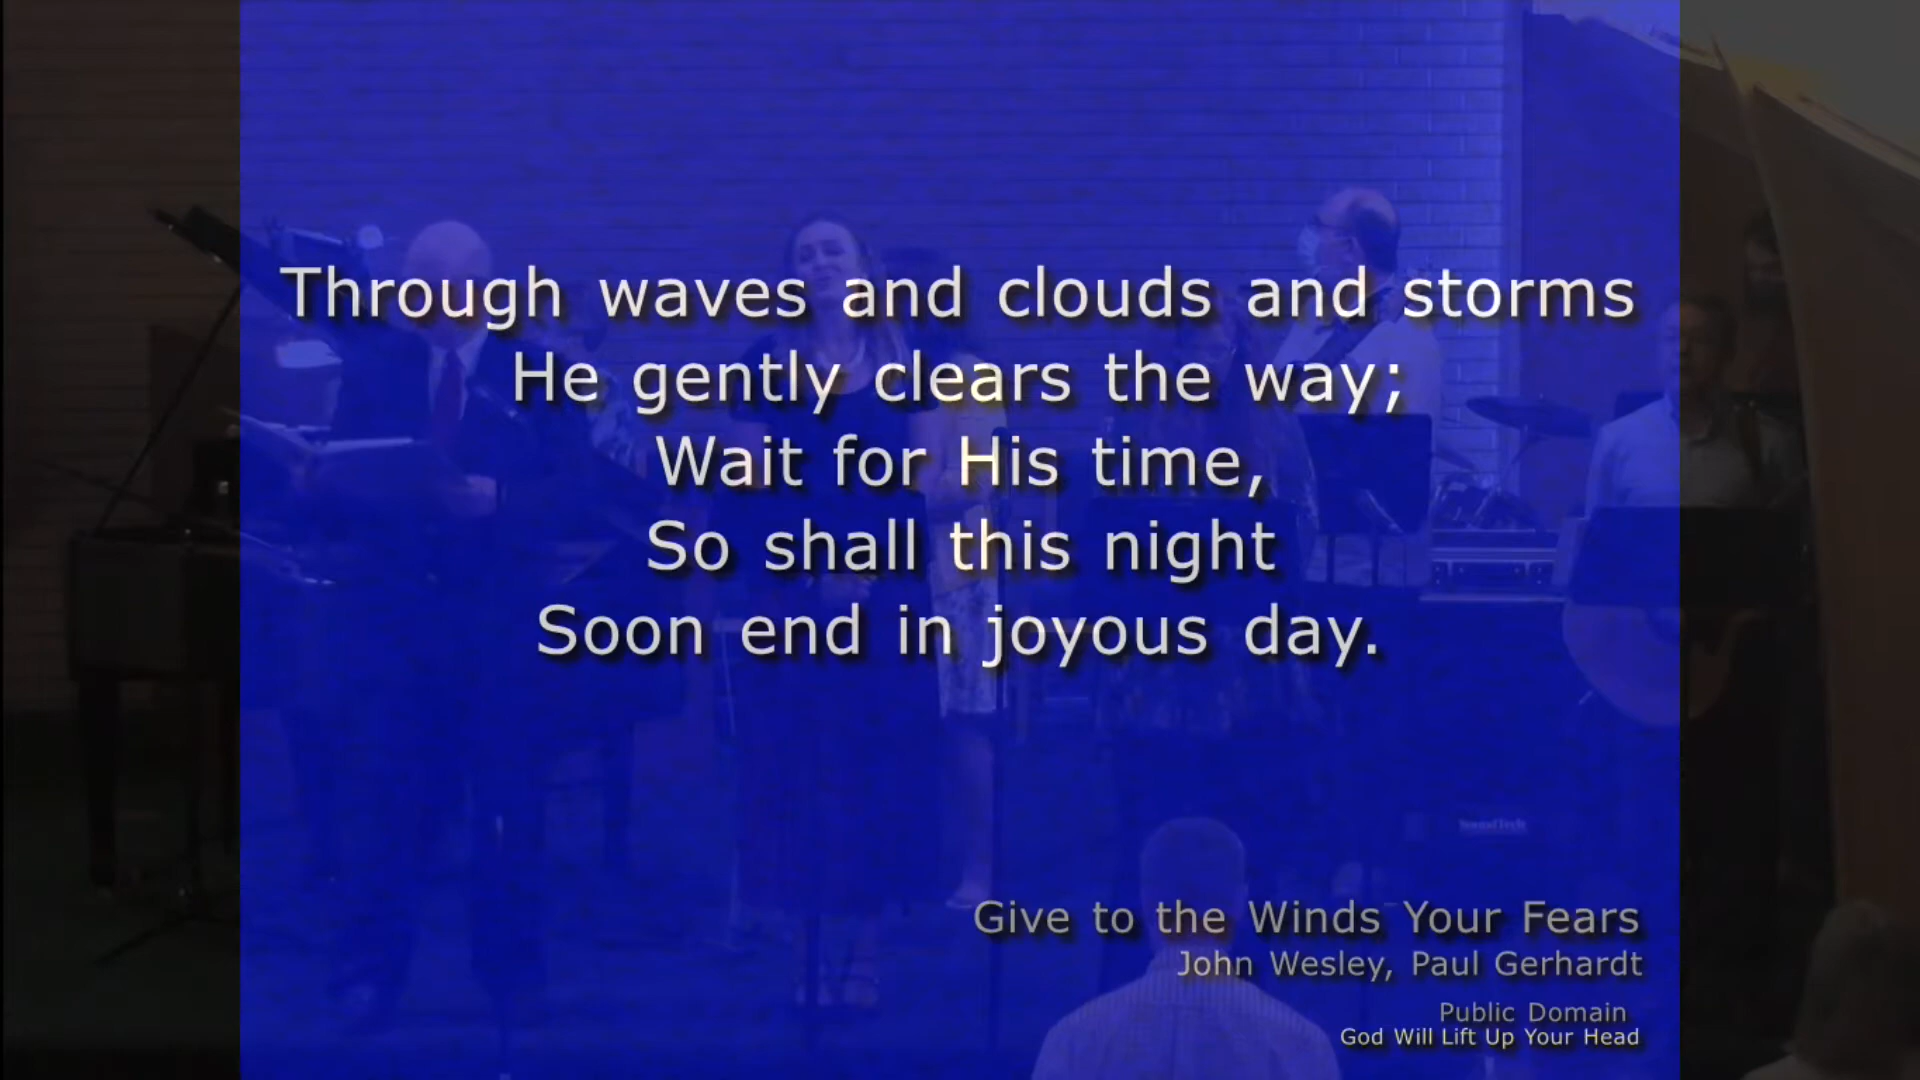 Through waves and clouds and storms
He gently clears the way;
Wait for His time,
So shall this night
Soon end in joyous day.
SoundTech
Give to the Winds Your Fears
John Wesley, Paul Gerhardt
Public Domain
God Will Lift Up Your Head